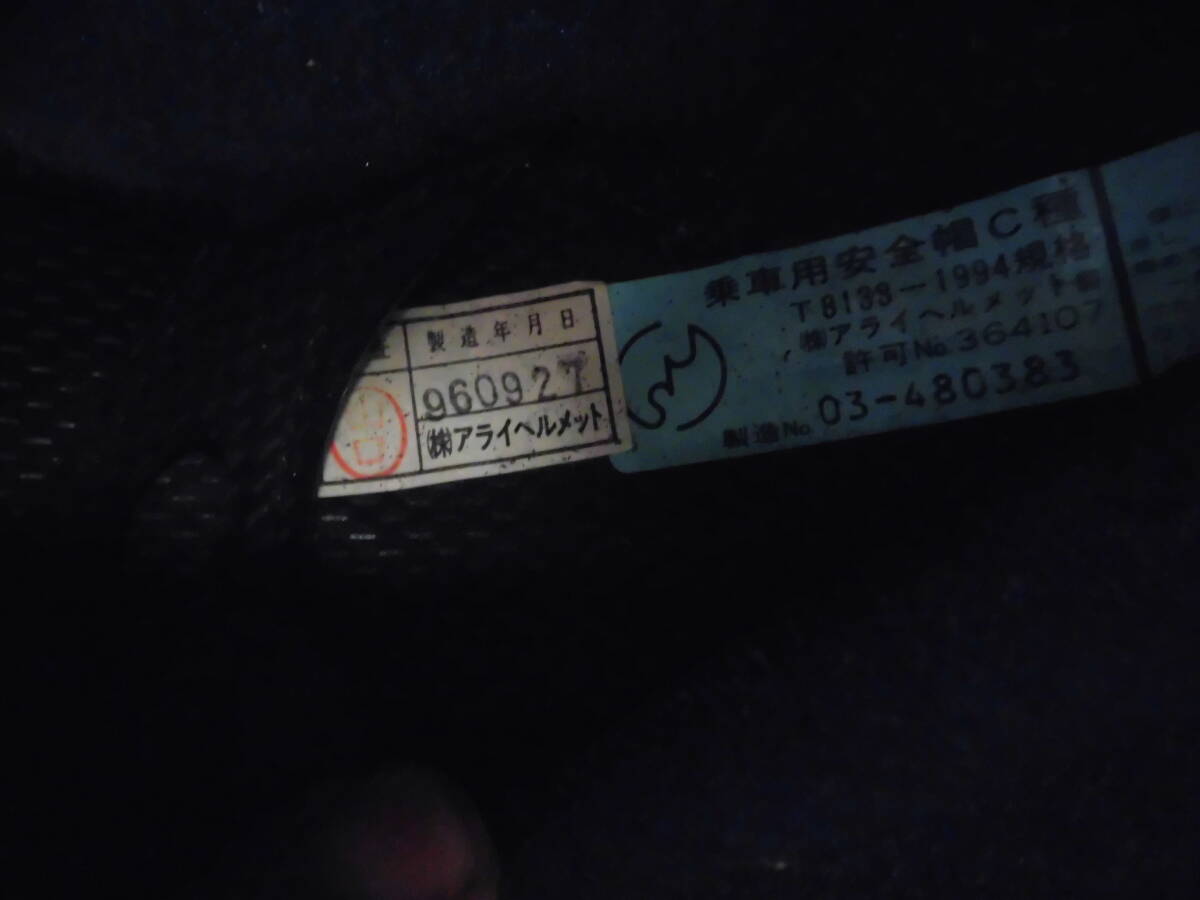 製造年月日
960927
㈱アライヘルメット
乗車用安全帽C種
T8133-1994規格
㈱アライヘルメット製
許可No.364107
製造No.03-480383